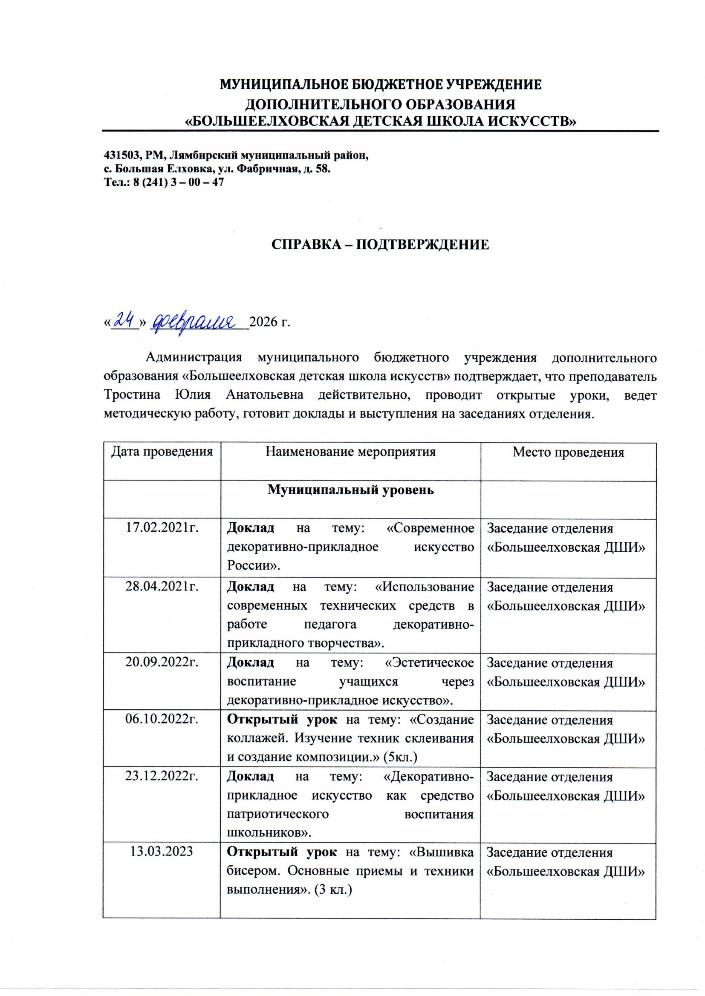 МУНИЦИПАЛЬНОЕ БЮДЖЕТНОЕ УЧРЕЖДЕНИЕ
ДОПОЛНИТЕЛЬНОГО ОБРАЗОВАНИЯ
«БОЛЬШЕЕЛХОВСКАЯ ДЕТСКАЯ ШКОЛА ИСКУССТВ»
431503, РМ, Лямбирский муниципальный район,
с. Большая Елховка, ул. Фабричная, д. 58.
Тел.: 8 (241) 3 – 00 – 47
СПРАВКА – ПОДТВЕРЖДЕНИЕ
«24» февраля 2026 г.
Администрация муниципального бюджетного учреждения дополнительного
образования «Большеелховская детская школа искусств» подтверждает, что преподаватель
Тростина Юлия Анатольевна действительно, проводит открытые уроки, ведет
методическую работу, готовит доклады и выступления на заседаниях отделения.
Дата проведения Наименование мероприятия Место проведения
Муниципальный уровень
17.02.2021г. Доклад на тему: «Современное Заседание отделения
декоративно-прикладное искусство «Большеелховская ДШИ»
России».
28.04.2021г. Доклад на тему: «Использование Заседание отделения
современных технических средств в «Большеелховская ДШИ»
работе педагога декоративно-
прикладного творчества».
20.09.2022г. Доклад на тему: «Эстетическое Заседание отделения
воспитание учащихся через «Большеелховская ДШИ»
декоративно-прикладное искусство».
06.10.2022г. Открытый урок на тему: «Создание Заседание отделения
коллажей. Изучение техник склеивания «Большеелховская ДШИ»
и создание композиции.» (5кл.)
23.12.2022г. Доклад на тему: «Декоративно- Заседание отделения
прикладное искусство как средство «Большеелховская ДШИ»
патриотического воспитания
школьников».
13.03.2023 Открытый урок на тему: «Вышивка Заседание отделения
бисером. Основные приемы и техники «Большеелховская ДШИ»
выполнения». (3 кл.)